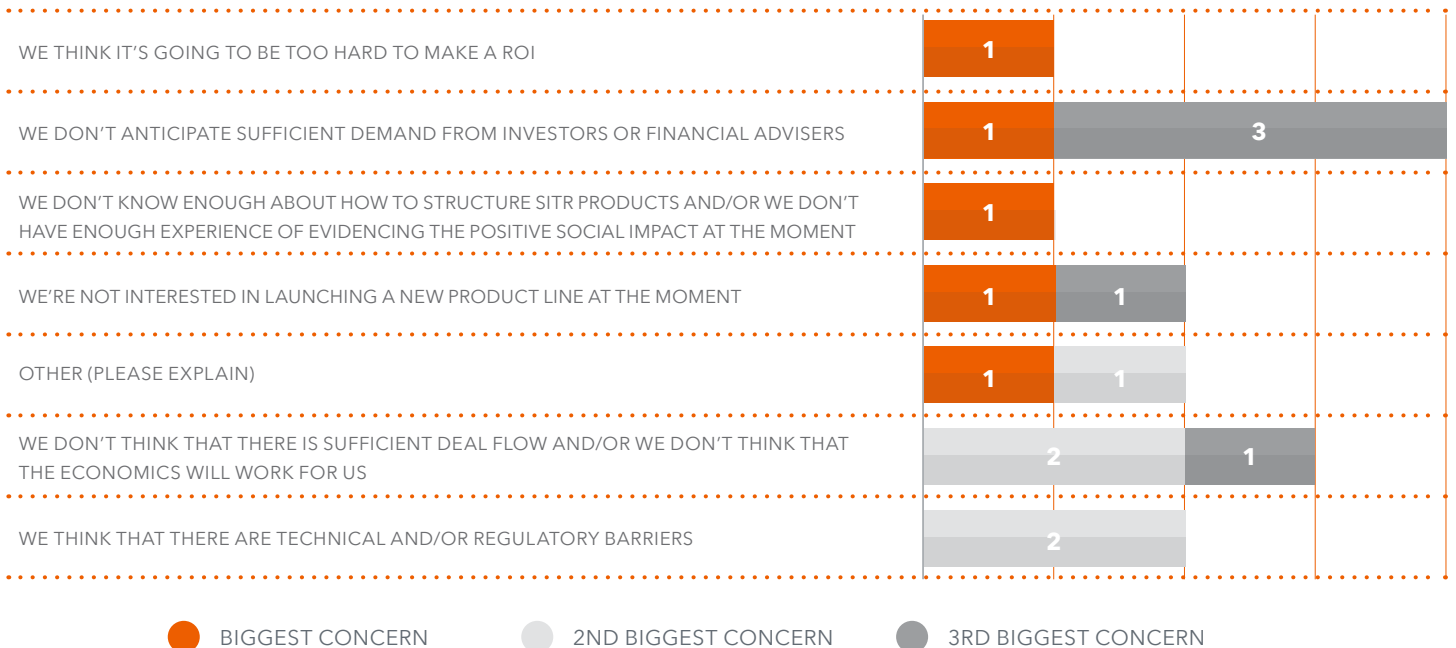 WE THINK IT'S GOING TO BE TOO HARD TO MAKE A ROI
1
WE DON'T ANTICIPATE SUFFICIENT DEMAND FROM INVESTORS OR FINANCIAL ADVISERS
1
3
WE DON'T KNOW ENOUGH ABOUT HOW TO STRUCTURE SITR PRODUCTS AND/OR WE DON'T
HAVE ENOUGH EXPERIENCE OF EVIDENCING THE POSITIVE SOCIAL IMPACT AT THE MOMENT
1
WE'RE NOT INTERESTED IN LAUNCHING A NEW PRODUCT LINE AT THE MOMENT
1
1
OTHER (PLEASE EXPLAIN)
1
1
WE DON'T THINK THAT THERE IS SUFFICIENT DEAL FLOW AND/OR WE DON'T THINK THAT
THE ECONOMICS WILL WORK FOR US
2
1
WE THINK THAT THERE ARE TECHNICAL AND/OR REGULATORY BARRIERS
2
BIGGEST CONCERN
2ND BIGGEST CONCERN
3RD BIGGEST CONCERN